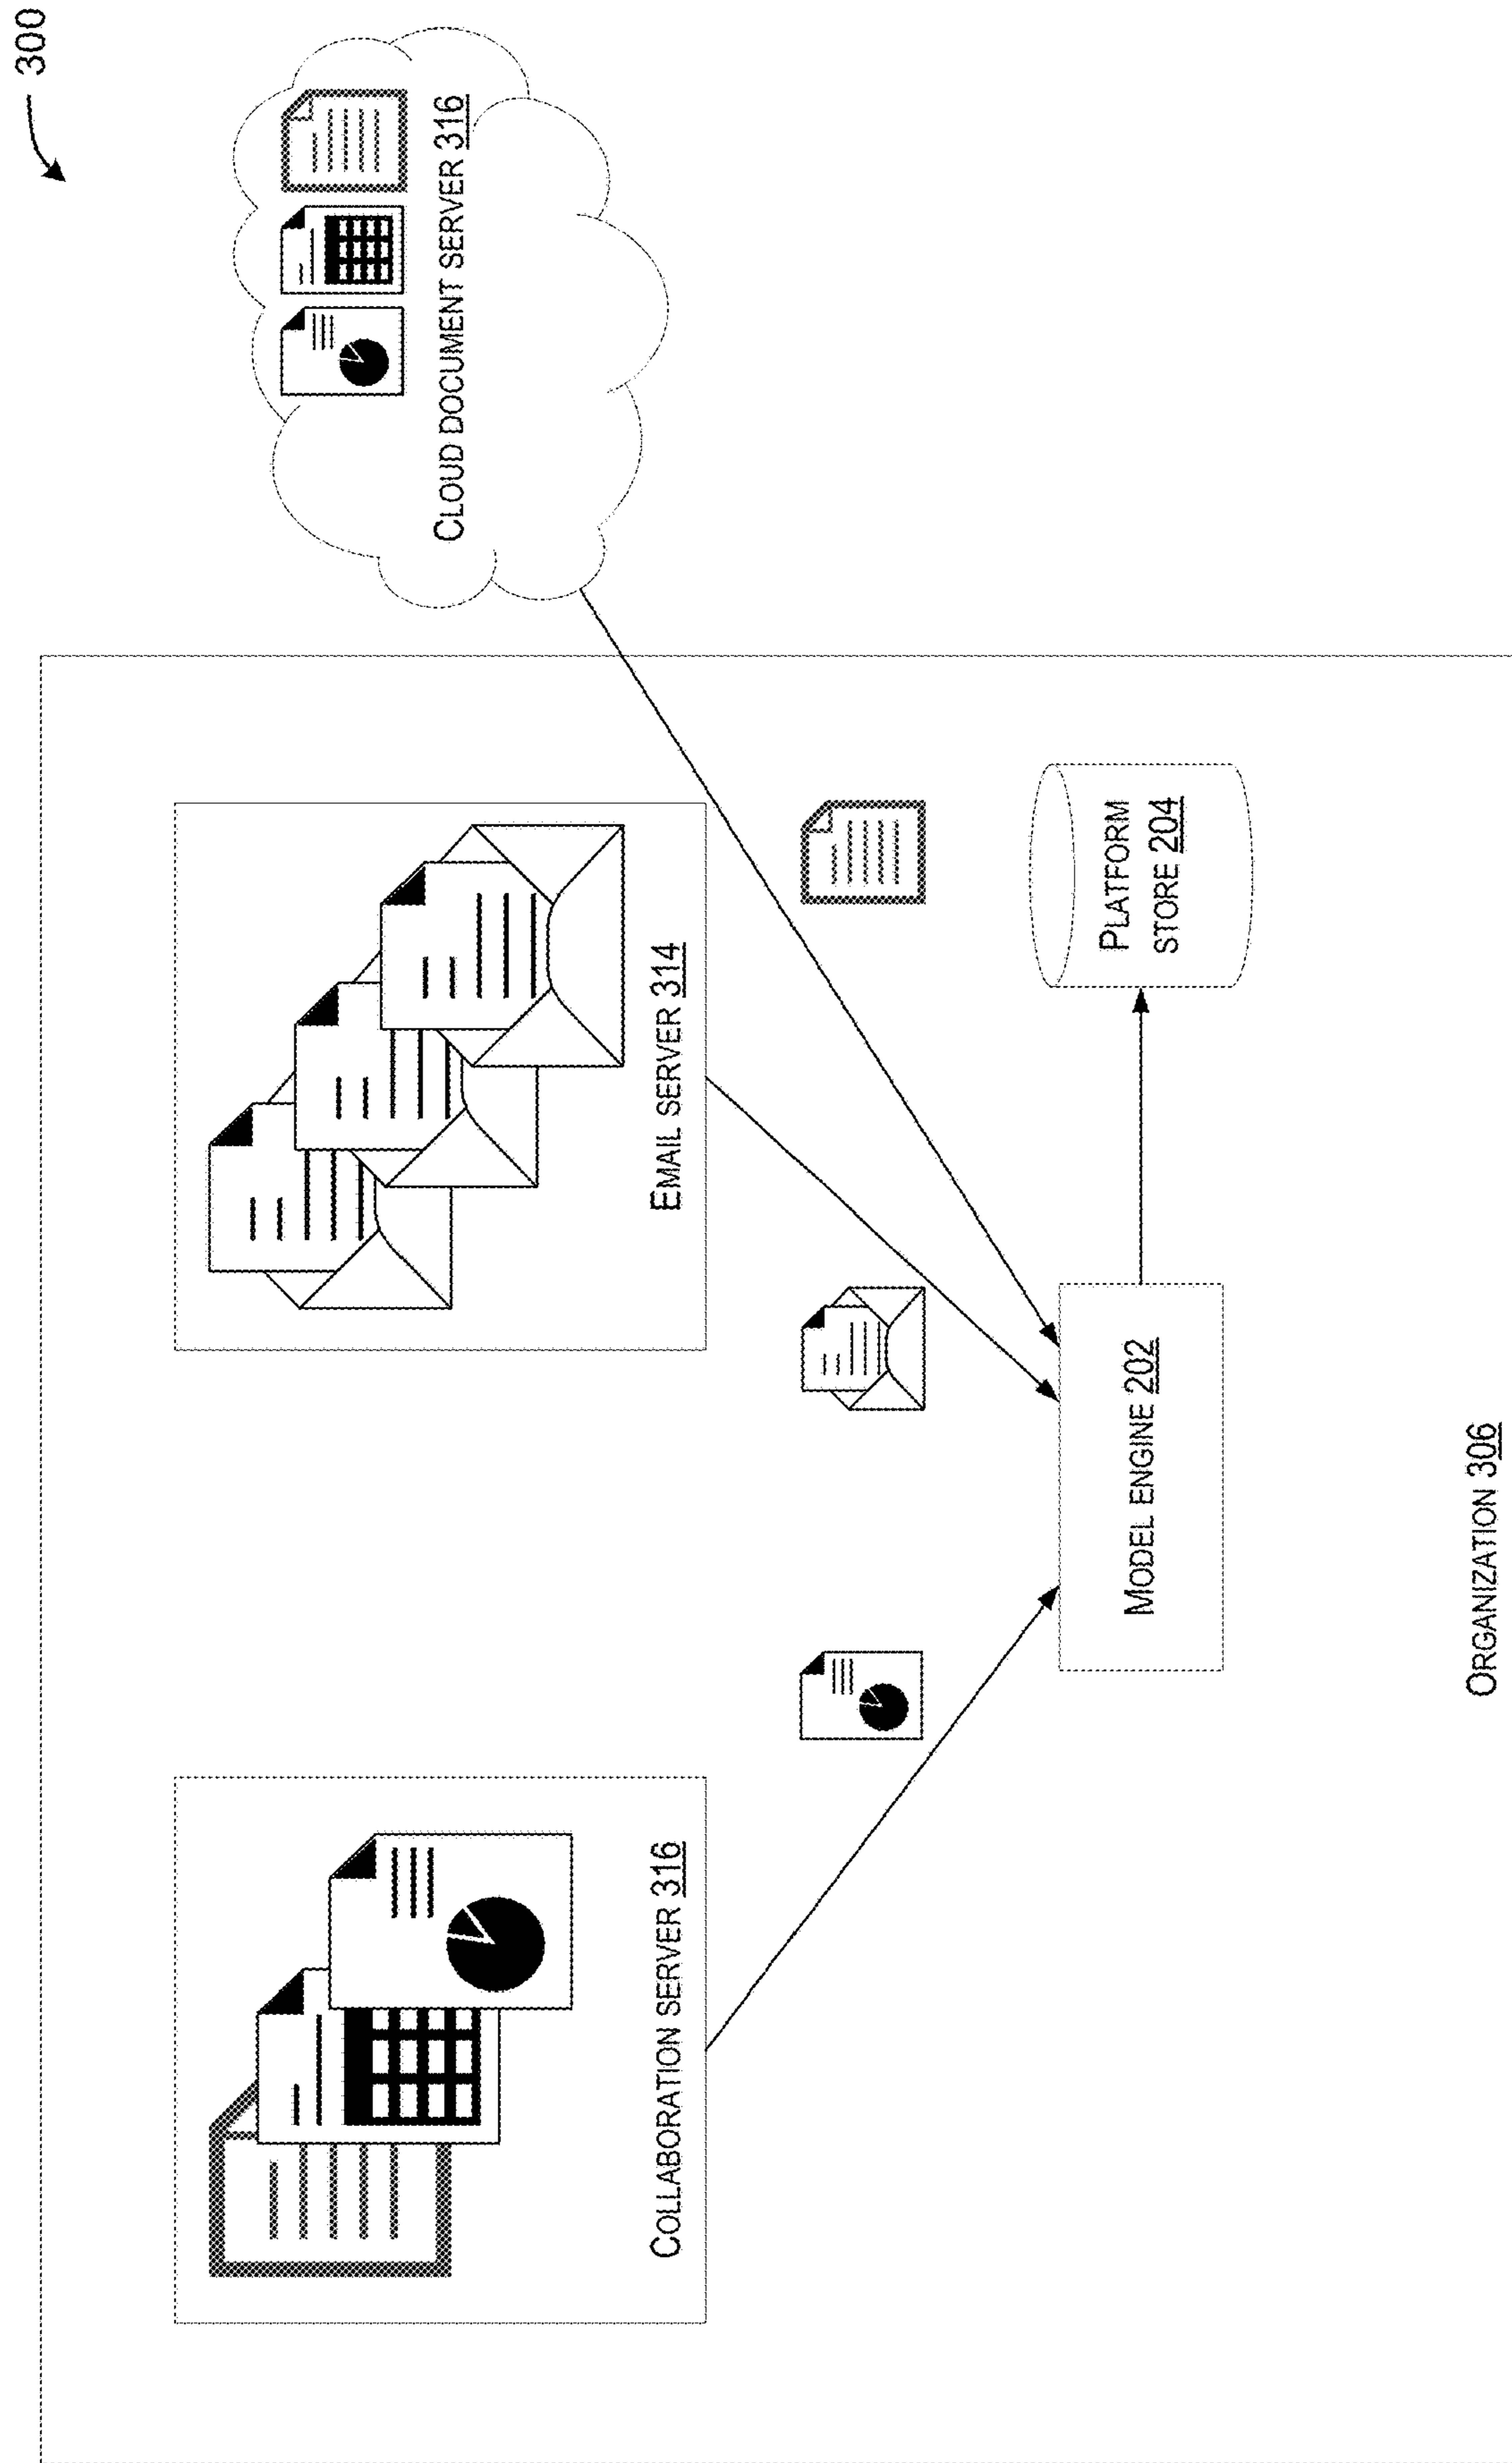 300
COLLABORATION SERVER 316
EMAIL SERVER 314
CLOUD DOCUMENT SERVER 316
MODEL ENGINE 202
PLATFORM
STORE 204
ORGANIZATION 306